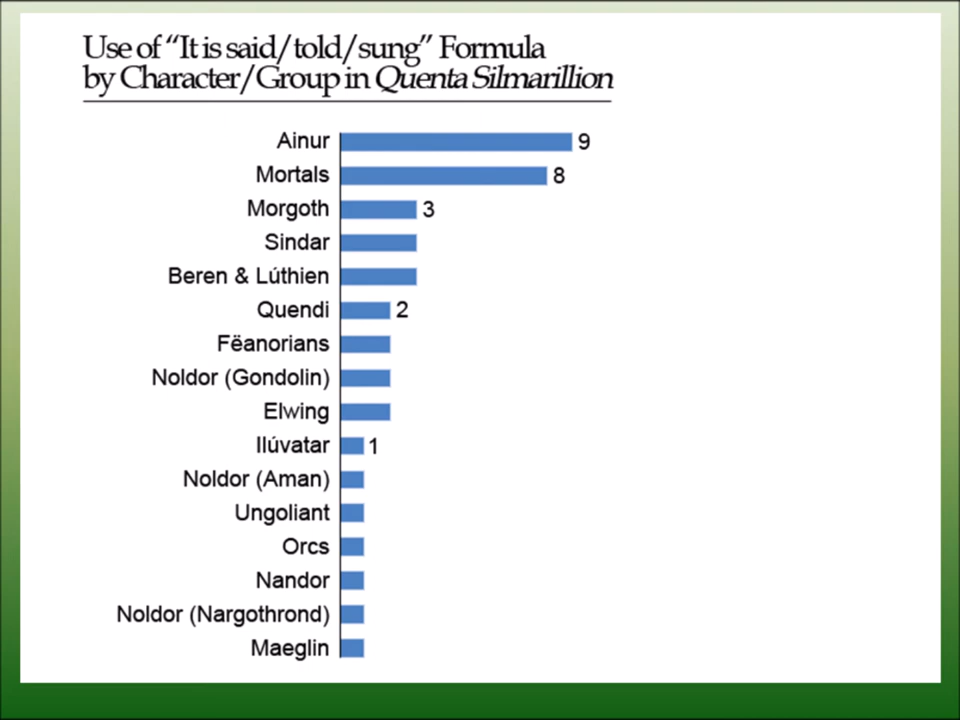 Use of “It is said/told/sung” Formula
by Character/Group in Quenta Silmarillion
Ainur 9
Mortals 8
Morgoth 3
Sindar
Beren & Lúthien
Quendi 2
Fëanorians
Noldor (Gondolin)
Elwing
Ilúvatar 1
Noldor (Aman)
Ungoliant
Orcs
Nandor
Noldor (Nargothrond)
Maeglin